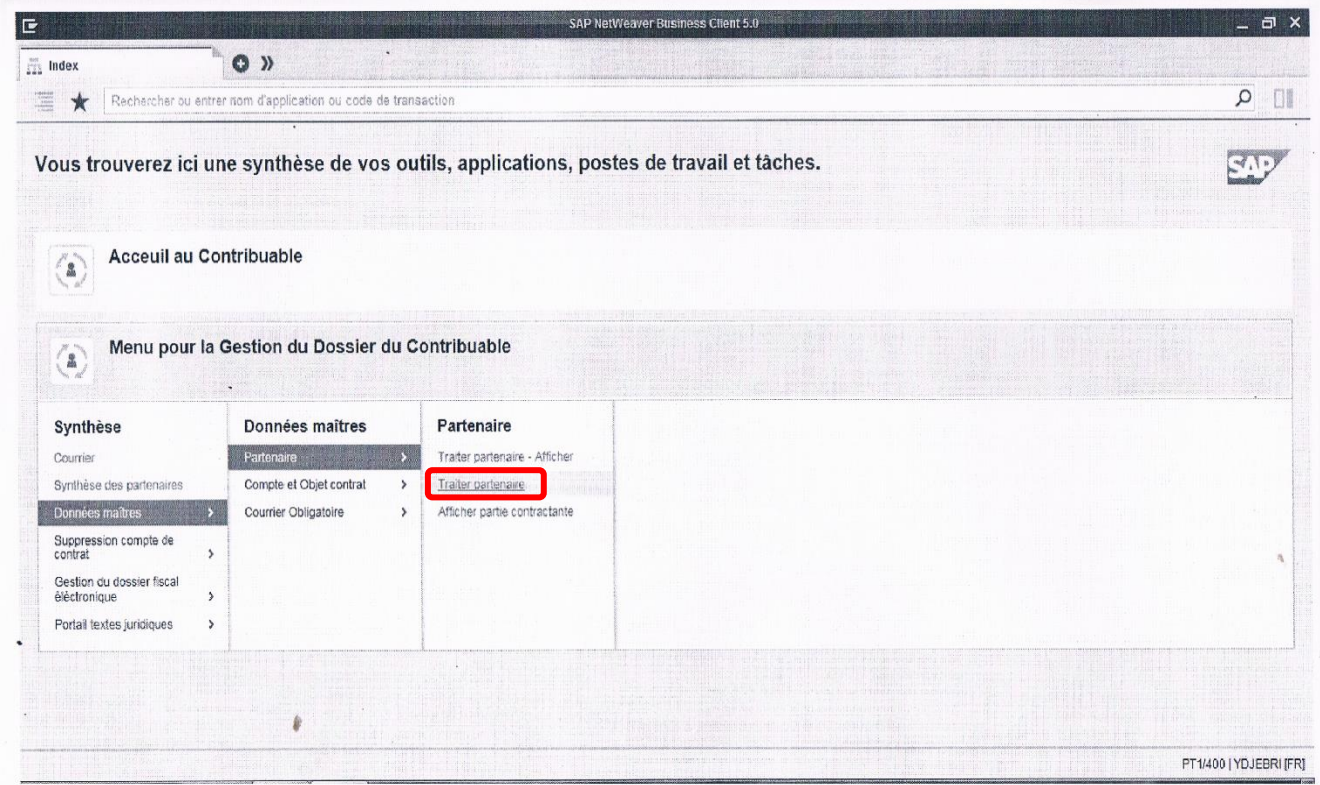 SAP NetWeaver Business Client 5.0
Index
Rechercher ou entrer nom d'application ou code de transaction
Vous trouverez ici une synthèse de vos outils, applications, postes de travail et tâches.
SAP
Acceuil au Contribuable
Menu pour la Gestion du Dossier du Contribuable
Synthèse
Courrier
Synthèse des partenaires
Données maîtres
Suppression compte de
contrat
Gestion du dossier fiscal
éléctronique
Portail textes juridiques
Données maîtres
Partenaire
Compte et Objet contrat
Courrier Obligatoire
Partenaire
Traiter partenaire - Afficher
Traiter partenaire
Afficher partie contractante
PT1/400 | YDJEBRI [FR]